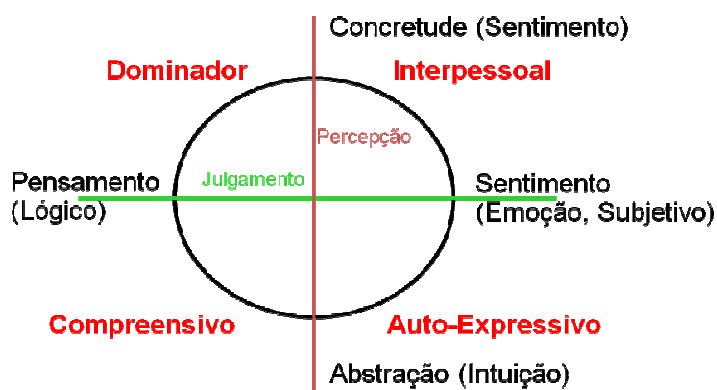 Concretude (Sentimento)
Dominador
Interpessoal
Percepção
Julgamento
Pensamento
(Lógico)
Sentimento
(Emoção, Subjetivo)
Compreensivo
Auto-Expressivo
Abstração (Intuição)